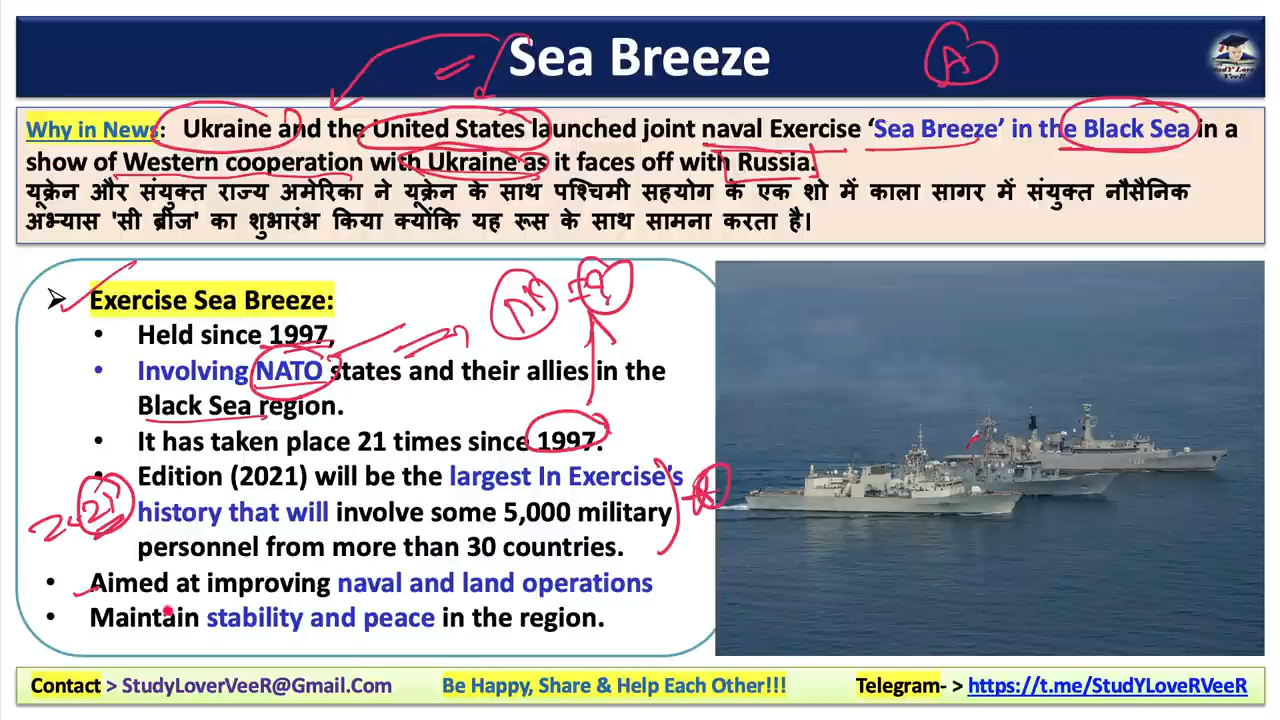 Sea Breeze
A
StudY Lover
VeeR
Why in News: Ukraine and the United States launched joint naval Exercise ‘Sea Breeze’ in the Black Sea in a
show of Western cooperation with Ukraine as it faces off with Russia.
यूक्रेन और संयुक्त राज्य अमेरिका ने यूक्रेन के साथ पश्चिमी सहयोग के एक शो में काला सागर में संयुक्त नौसैनिक
अभ्यास 'सी ब्रीज' का शुभारंभ किया क्योंकि यह रूस के साथ सामना करता है।
Exercise Sea Breeze:
• Held since 1997,
• Involving NATO states and their allies in the
Black Sea region.
• It has taken place 21 times since 1997.
• Edition (2021) will be the largest In Exercise's
history that will involve some 5,000 military
personnel from more than 30 countries.
• Aimed at improving naval and land operations
• Maintain stability and peace in the region.
Contact > StudyLoverVeeR@Gmail.Com Be Happy, Share & Help Each Other!!! Telegram- > https://t.me/StudYLoveRVeeR